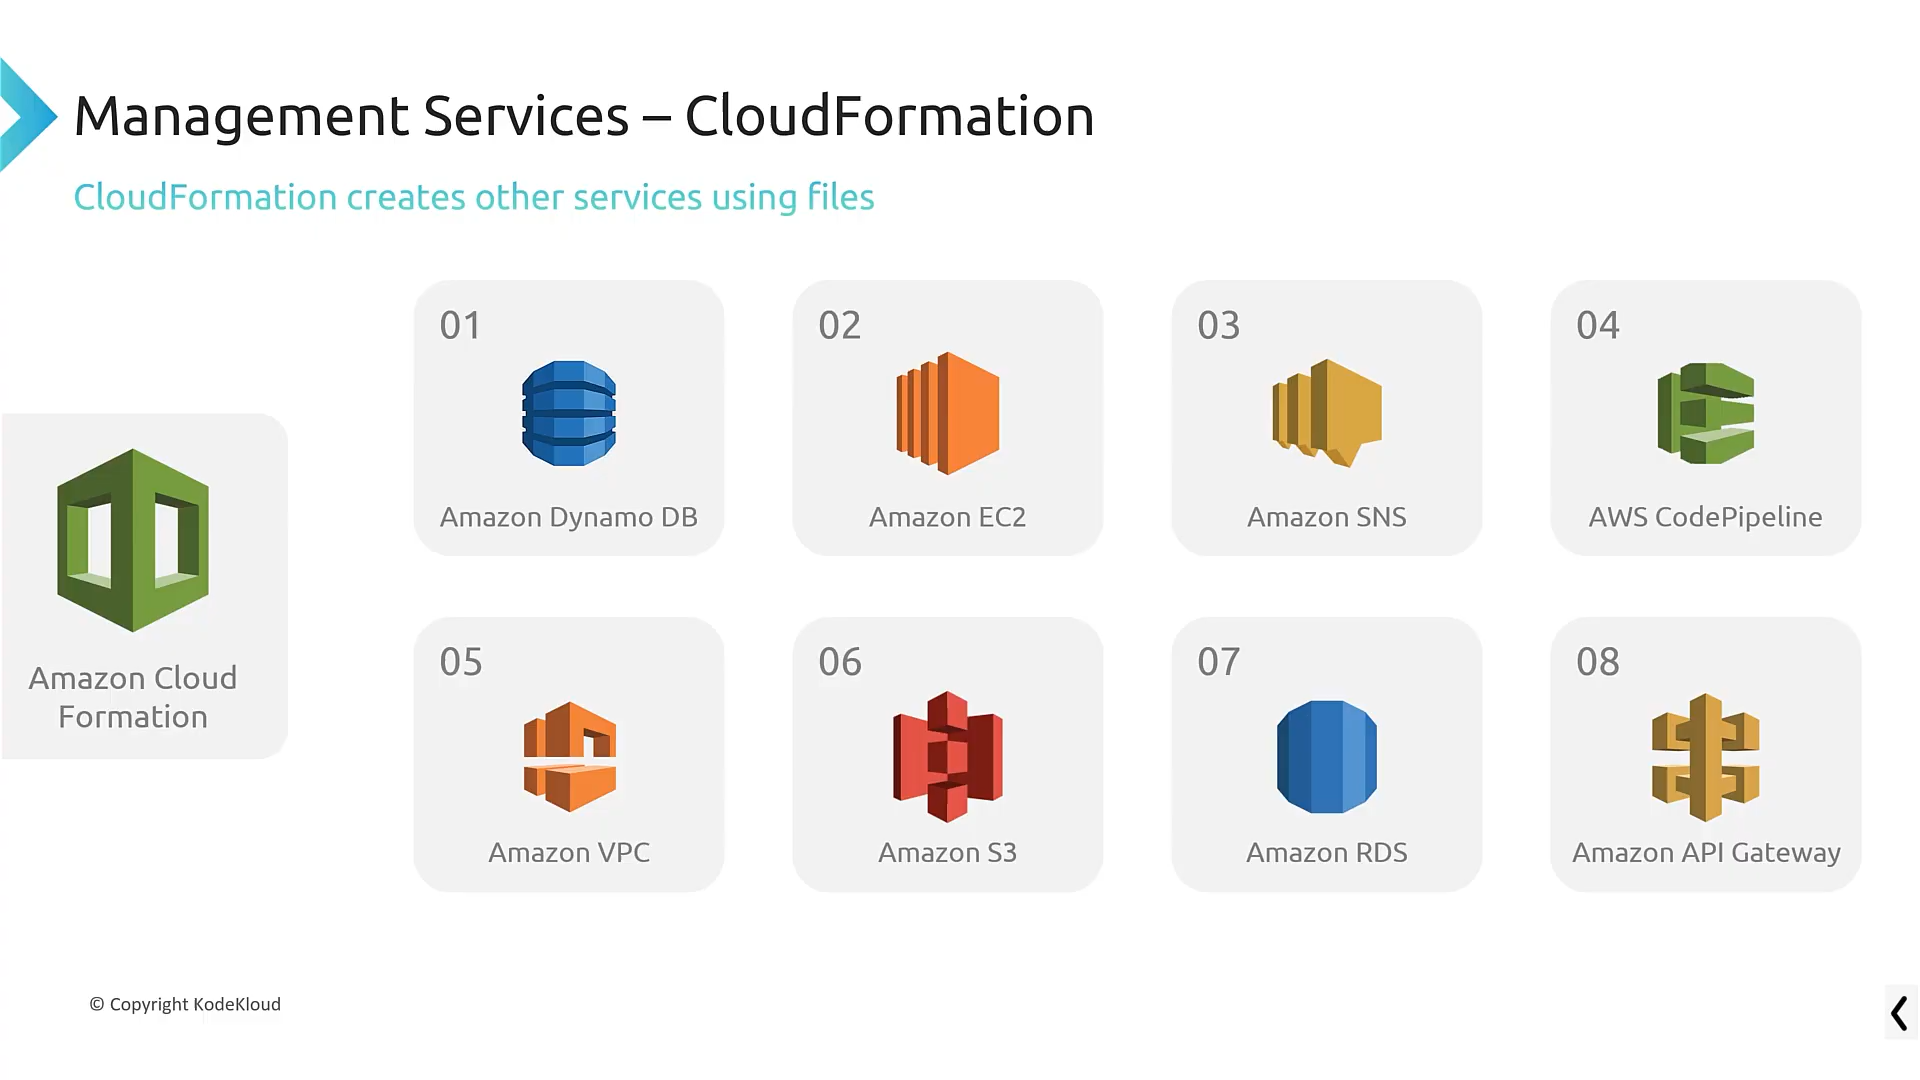 Management Services – CloudFormation
CloudFormation creates other services using files
Amazon Cloud
Formation
01
Amazon Dynamo DB
02
Amazon EC2
03
Amazon SNS
04
AWS CodePipeline
05
Amazon VPC
06
Amazon S3
07
Amazon RDS
08
Amazon API Gateway
© Copyright KodeKloud